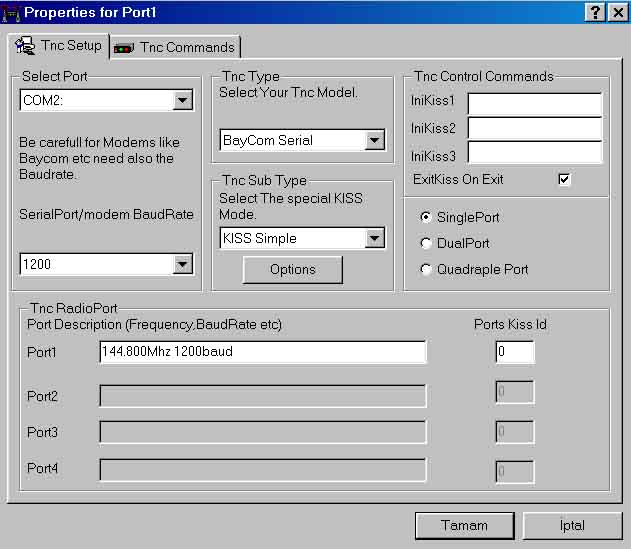 Properties for Port1
Tnc Setup
Tnc Commands
Select Port
COM2:
Be carefull for Modems like
Baycom etc need also the
Baudrate.
SerialPort/modem BaudRate
1200
Tnc Type
Select Your Tnc Model.
BayCom Serial
Tnc Sub Type
Select The special KISS
Mode.
KISS Simple
Options
Tnc Control Commands
IniKiss1
IniKiss2
IniKiss3
ExitKiss On Exit
SinglePort
DualPort
Quadraple Port
Tnc RadioPort
Port Description (Frequency,BaudRate etc)
Ports Kiss Id
Port1 144.800Mhz 1200baud 0
Port2 0
Port3 0
Port4 0
Tamam
İptal